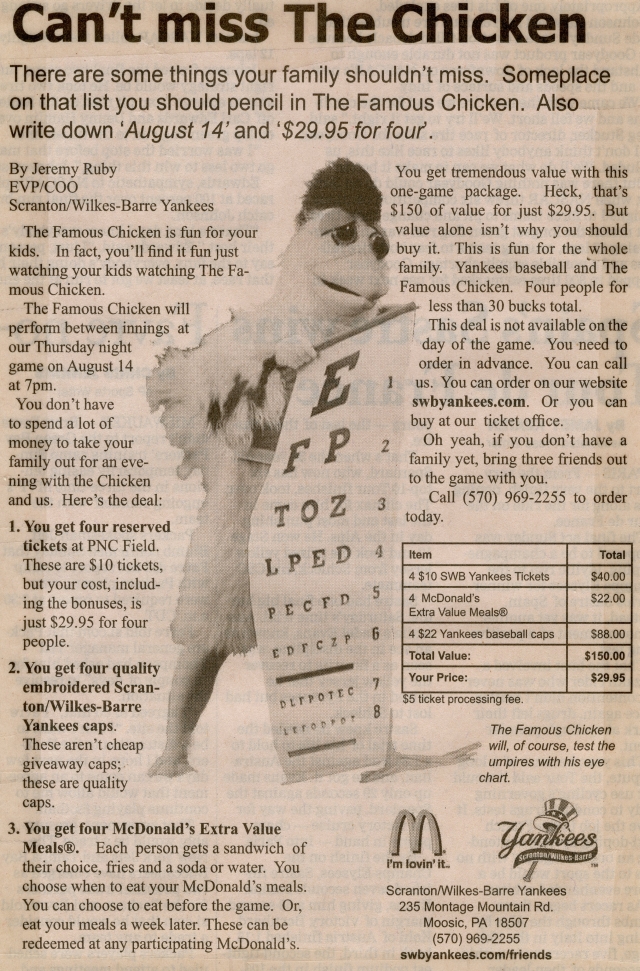 Can't miss The Chicken
There are some things your family shouldn't miss. Someplace
on that list you should pencil in The Famous Chicken. Also
write down 'August 14' and '$29.95 for four'.
By Jeremy Ruby
EVP/COO
Scranton/Wilkes-Barre Yankees
The Famous Chicken is fun for your
kids. In fact, you'll find it fun just
watching your kids watching The Fa-
mous Chicken.
The Famous Chicken will
perform between innings at
our Thursday night
game on August 14
at 7pm.
You don't have
to spend a lot of
money to take your
family out for an eve-
ning with the Chicken
and us. Here's the deal:
1. You get four reserved
tickets at PNC Field.
These are $10 tickets,
but your cost, includ-
ing the bonuses, is
just $29.95 for four
people.
2. You get four quality
embroidered Scran-
ton/Wilkes-Barre
Yankees caps.
These aren't cheap
giveaway caps;
these are quality
caps.
3. You get four McDonald's Extra Value
Meals®. Each person gets a sandwich of
their choice, fries and a soda or water. You
choose when to eat your McDonald's meals.
You can choose to eat before the game. Or,
eat your meals a week later. These can be
redeemed at any participating McDonald's.
E 1
F P 2
T O Z 3
L P E D 4
P E C F D 5
E D F C Z P 6
7
8
You get tremendous value with this
one-game package. Heck, that's
$150 of value for just $29.95. But
value alone isn't why you should
buy it. This is fun for the whole
family. Yankees baseball and The
Famous Chicken. Four people for
less than 30 bucks total.
This deal is not available on the
day of the game. You need to
order in advance. You can call
us. You can order on our website
swbyankees.com. Or you can
buy at our ticket office.
Oh yeah, if you don't have a
family yet, bring three friends out
to the game with you.
Call (570) 969-2255 to order
today.
Item Total
4 $10 SWB Yankees Tickets $40.00
4 McDonald's
Extra Value Meals® $22.00
4 $22 Yankees baseball caps $88.00
Total Value: $150.00
Your Price: $29.95
$5 ticket processing fee.
The Famous Chicken
will, of course, test the
umpires with his eye
chart.
i'm lovin' it..
Yankees
Scranton/Wilkes-Barre
TM
Scranton/Wilkes-Barre Yankees
235 Montage Mountain Rd.
Moosic, PA 18507
(570) 969-2255
swbyankees.com/friends